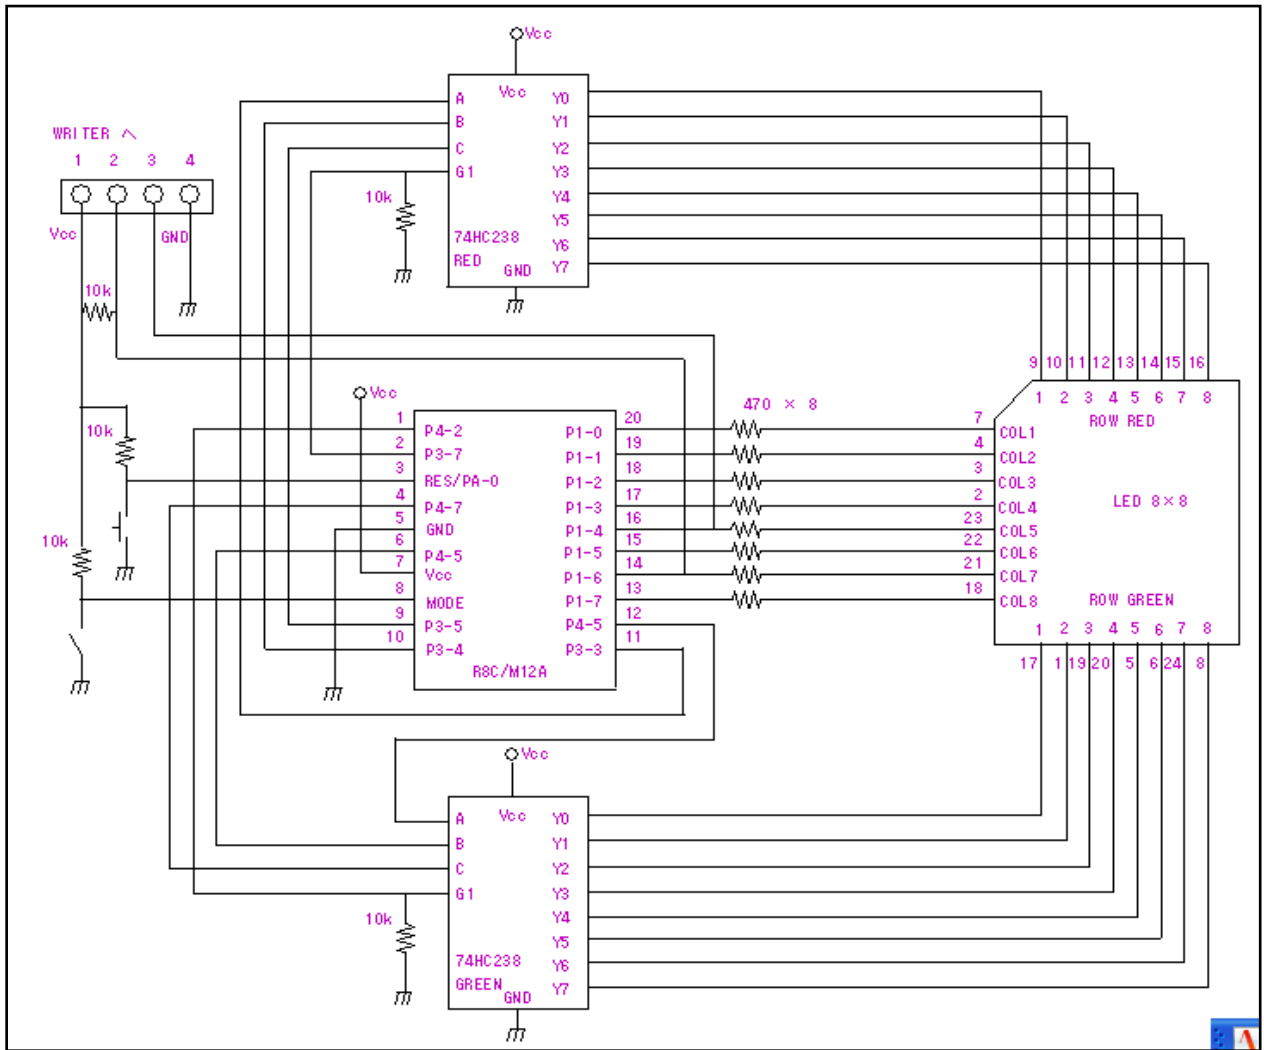 Vcc
Vcc
A
B
C
G1
Y0
Y1
Y2
Y3
Y4
Y5
Y6
Y7
74HC238
RED
GND
10k
WRITER へ
1 2 3 4
Vcc
GND
10k
10k
10k
Vcc
1
2
3
4
5
6
7
8
9
10
P4-2
P3-7
RES/PA-0
P4-7
GND
P4-5
Vcc
MODE
P3-5
P3-4
P1-0
P1-1
P1-2
P1-3
P1-4
P1-5
P1-6
P1-7
P4-5
P3-3
R8C/M12A
20
19
18
17
16
15
14
13
12
11
470 × 8
7
4
3
2
23
22
21
18
9 10 11 12 13 14 15 16
1 2 3 4 5 6 7 8
ROW RED
COL1
COL2
COL3
COL4
COL5
COL6
COL7
COL8
LED 8×8
ROW GREEN
1 2 3 4 5 6 7 8
17 1 19 20 5 6 24 8
Vcc
Vcc
A
B
C
G1
Y0
Y1
Y2
Y3
Y4
Y5
Y6
Y7
10k
74HC238
GREEN
GND